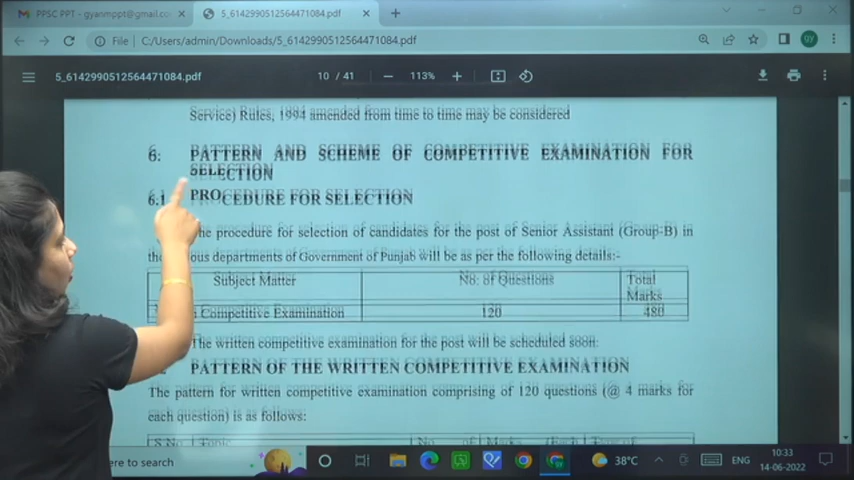 PPSC PPT - gyanmppt@gmail.co
5_6142990512564471084.pdf
File C:/Users/admin/Downloads/5_6142990512564471084.pdf
gy
5_6142990512564471084.pdf 10 / 41 113%
Service) Rules, 1994 amended from time to time may be considered
6. PATTERN AND SCHEME OF COMPETITIVE EXAMINATION FOR
SELECTION
6.1 PROCEDURE FOR SELECTION
he procedure for selection of candidates for the post of Senior Assistant (Group-B) in
the ious departments of Government of Punjab will be as per the following details:-
Subject Matter No. of Questions Total
Marks
Competitive Examination 120 480
The written competitive examination for the post will be scheduled soon.
PATTERN OF THE WRITTEN COMPETITIVE EXAMINATION
The pattern for written competitive examination comprising of 120 questions (@ 4 marks for
each question) is as follows:
S.No Topic No. of Marks (Each Type of
ere to search
38°C ENG 10:33
14-06-2022